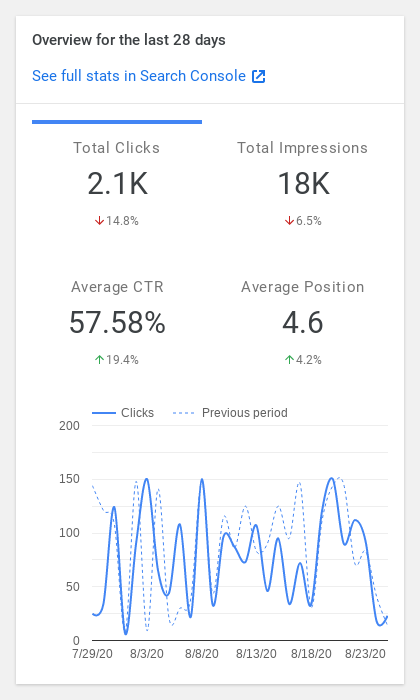 Overview for the last 28 days
See full stats in Search Console
Total Clicks
2.1K
14.8%
Total Impressions
18K
6.5%
Average CTR
57.58%
19.4%
Average Position
4.6
4.2%
Clicks
Previous period
200
150
100
50
0
7/29/20 8/3/20 8/8/20 8/13/20 8/18/20 8/23/20